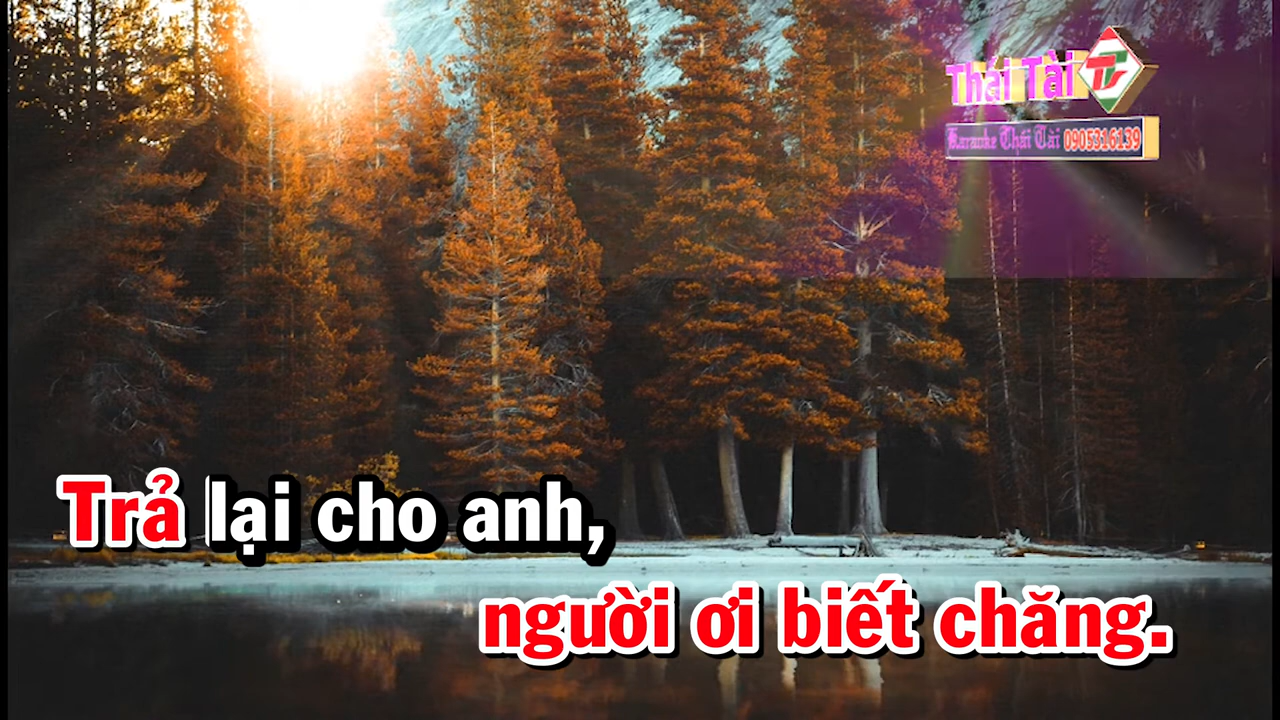 Thái Tài
Karaoke Thái Tài 0905316139
Trả lại cho anh,
người ơi biết chăng.